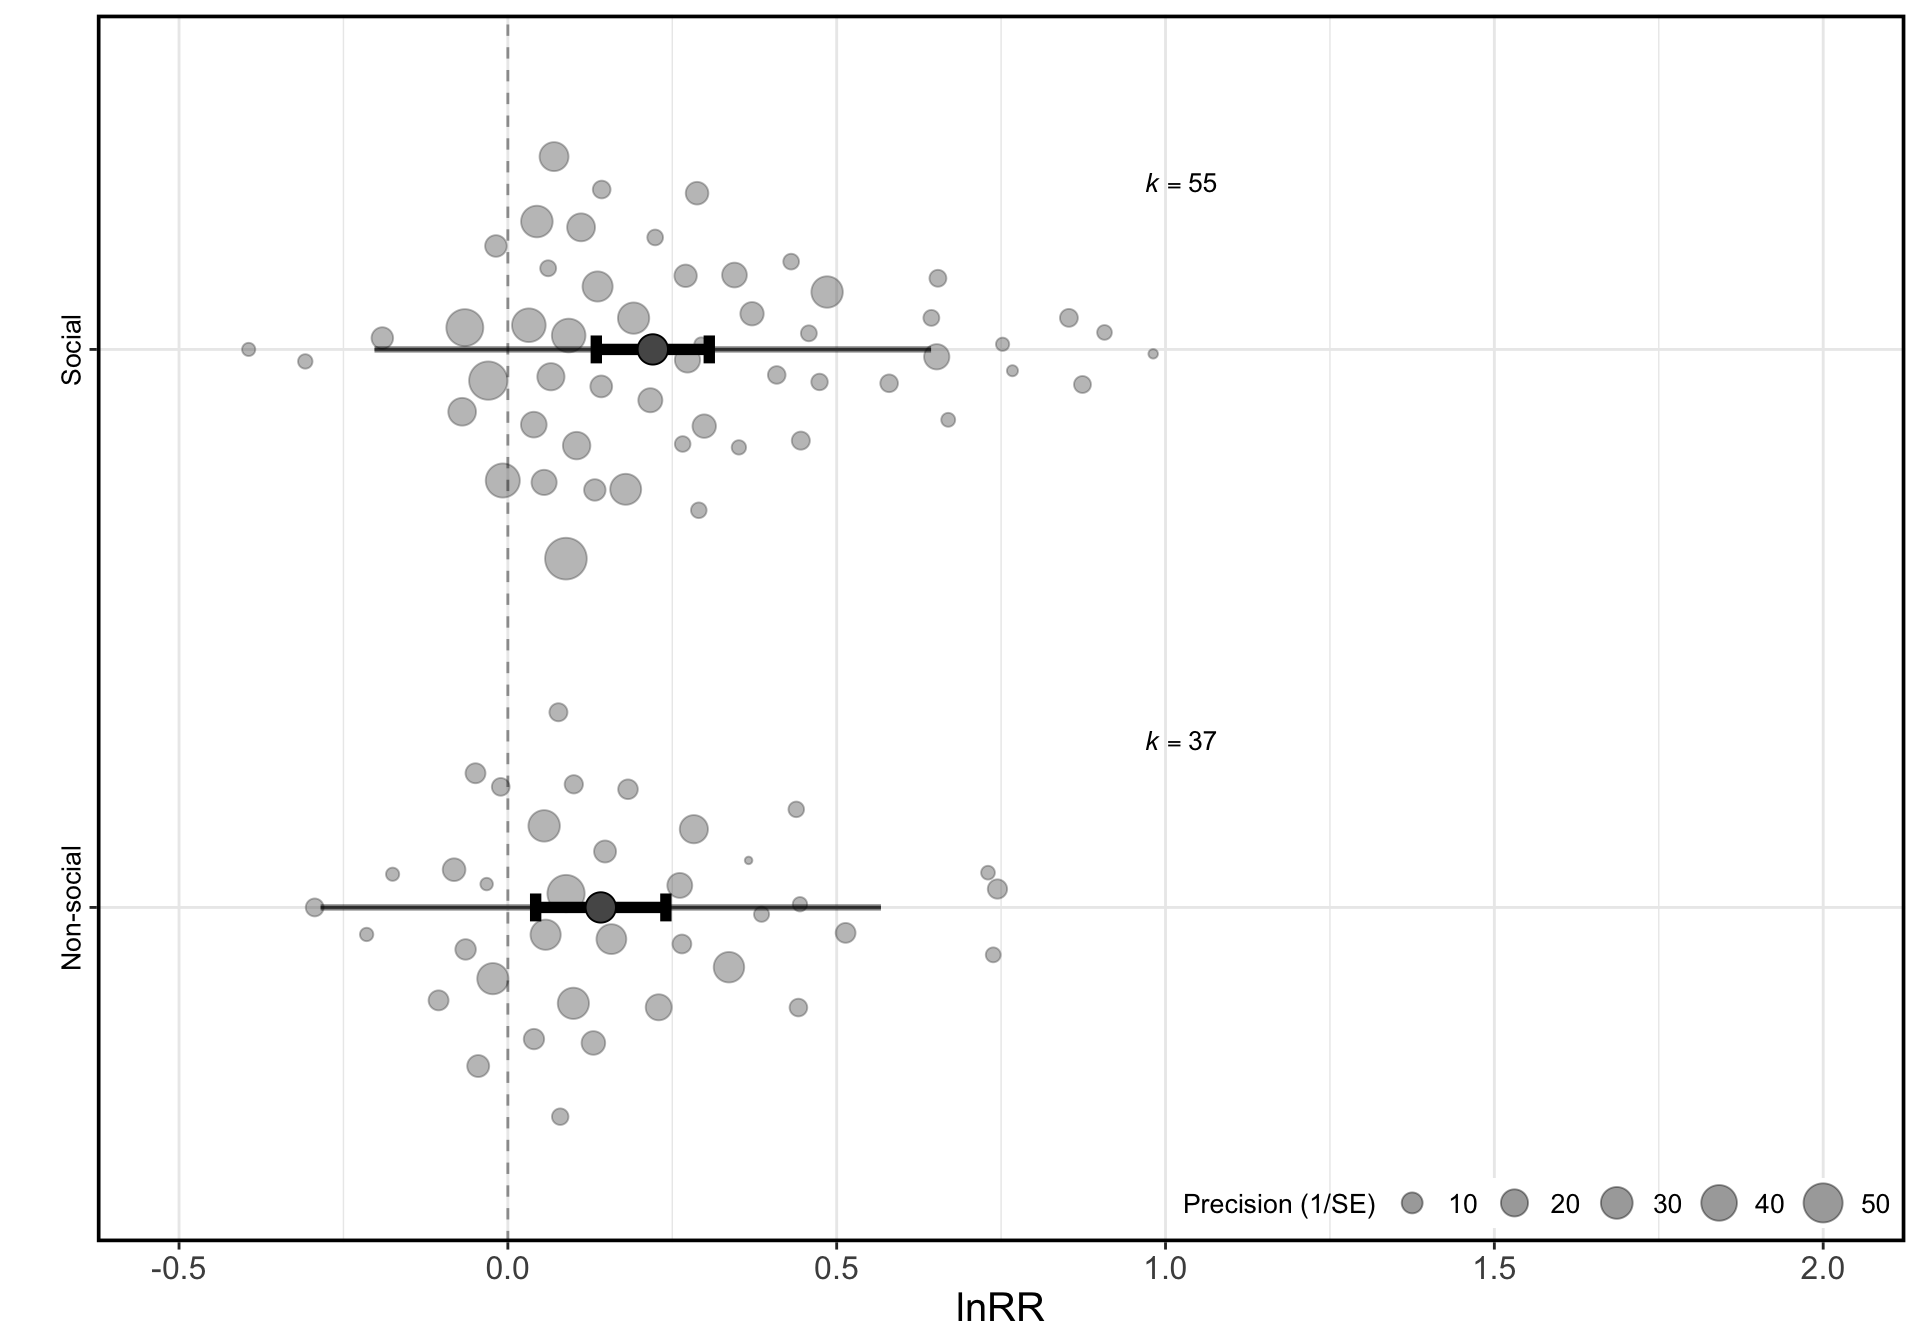 k = 55
Social
k = 37
Non-social
Precision (1/SE) 10 20 30 40 50
-0.5 0.0 0.5 1.0 1.5 2.0
lnRR